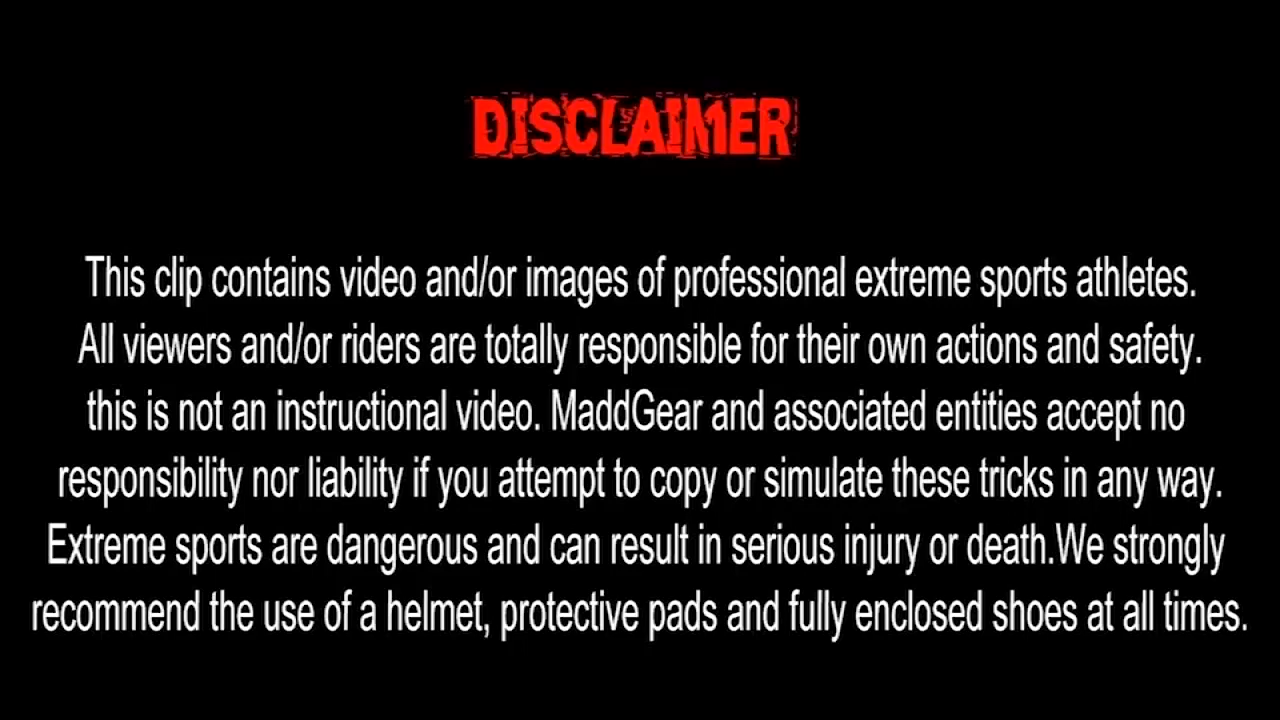 DISCLAIMER
This clip contains video and/or images of professional extreme sports athletes.
All viewers and/or riders are totally responsible for their own actions and safety.
this is not an instructional video. MaddGear and associated entities accept no
responsibility nor liability if you attempt to copy or simulate these tricks in any way.
Extreme sports are dangerous and can result in serious injury or death.We strongly
recommend the use of a helmet, protective pads and fully enclosed shoes at all times.